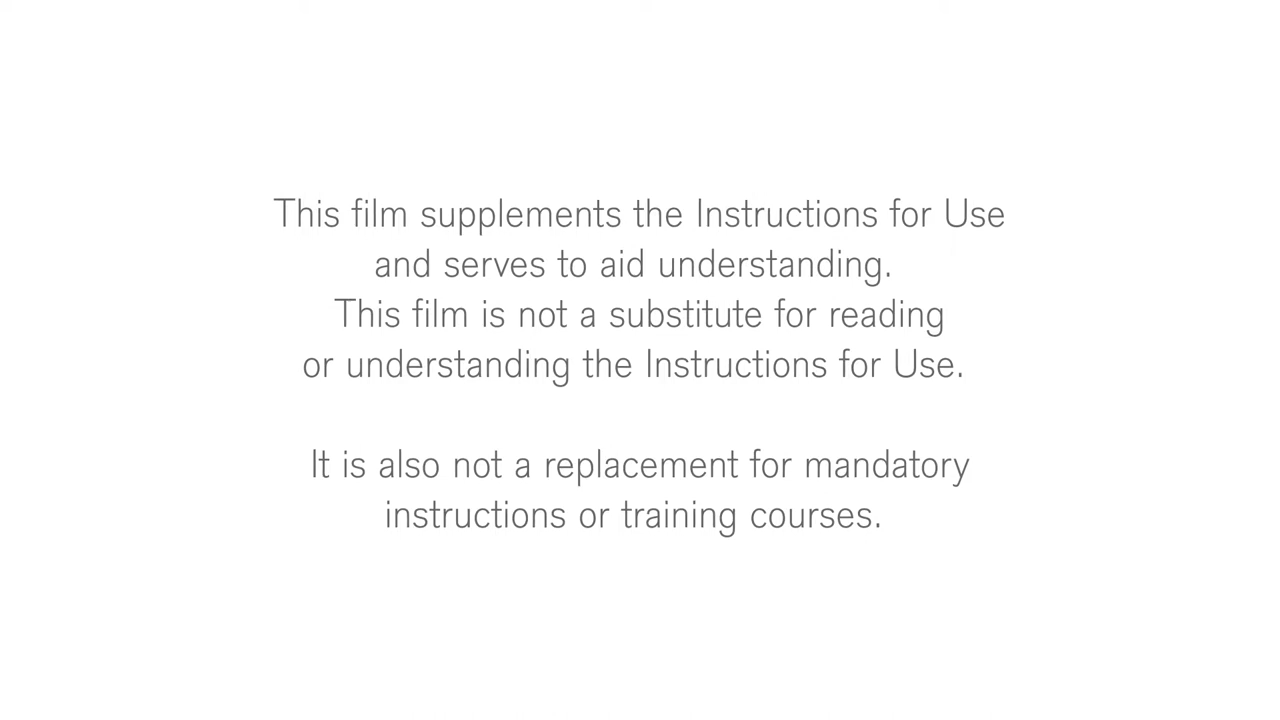 This film supplements the Instructions for Use
and serves to aid understanding.
This film is not a substitute for reading
or understanding the Instructions for Use.
It is also not a replacement for mandatory
instructions or training courses.